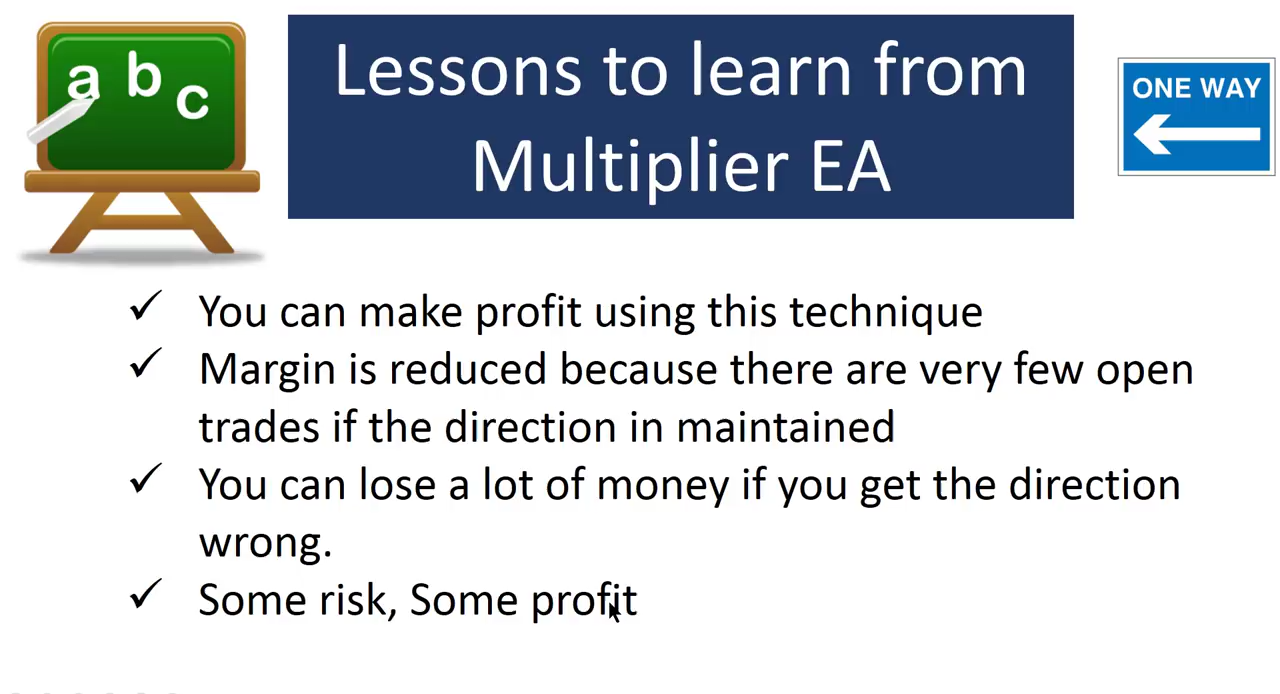 a b c
Lessons to learn from
Multiplier EA
ONE WAY
✓ You can make profit using this technique
✓ Margin is reduced because there are very few open
trades if the direction in maintained
✓ You can lose a lot of money if you get the direction
wrong.
✓ Some risk, Some profit